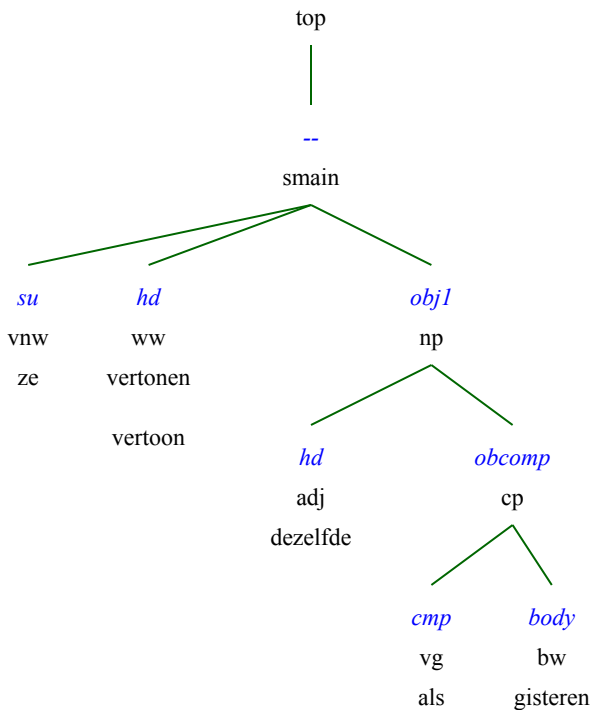 top
--
smain
su hd obj1
vnw ww np
ze vertonen
vertoon
hd obcomp
adj cp
dezelfde
cmp body
vg bw
als gisteren